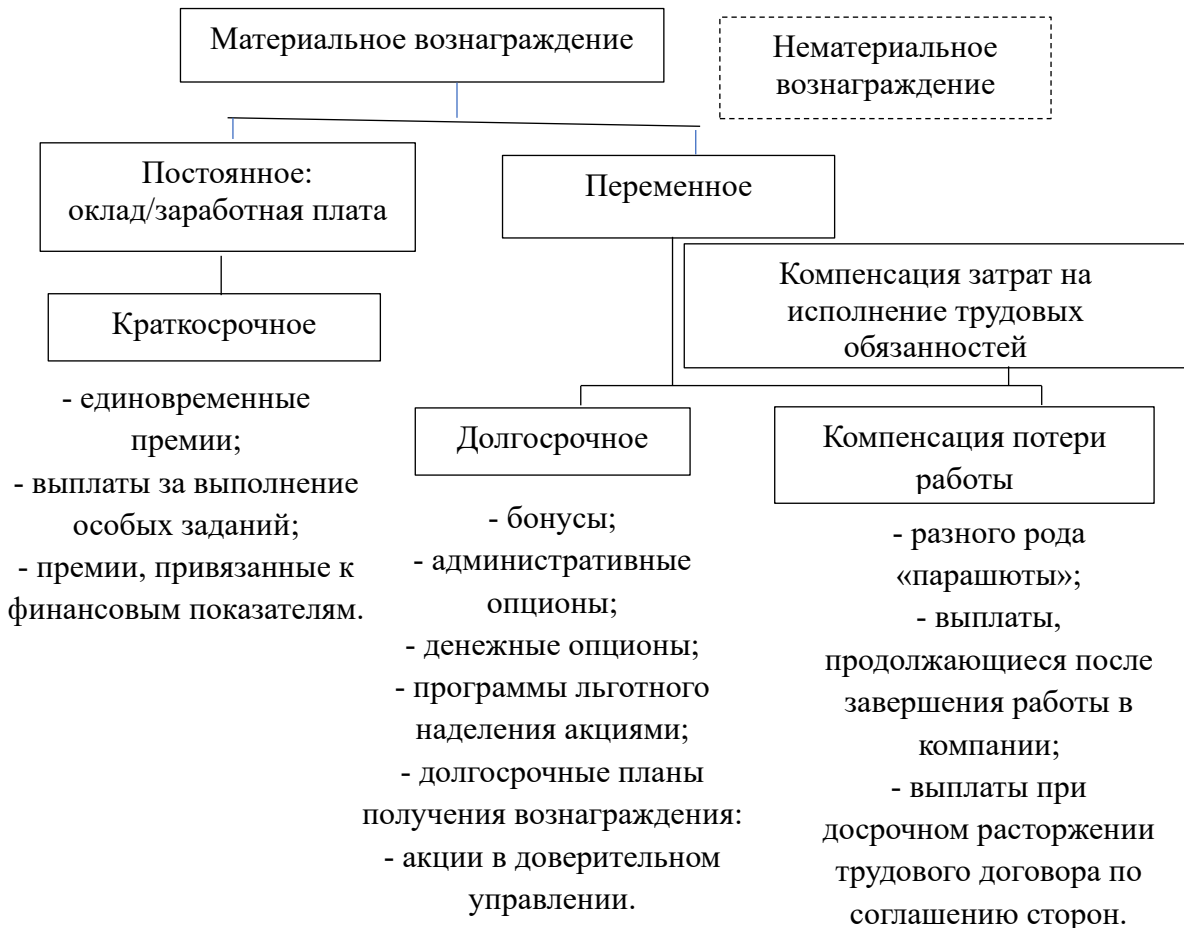 Материальное вознаграждение
Нематериальное
вознаграждение
Постоянное:
оклад/заработная плата
Переменное
Компенсация затрат на
исполнение трудовых
обязанностей
Краткосрочное
- единовременные
премии;
- выплаты за выполнение
особых заданий;
- премии, привязанные к
финансовым показателям.
Долгосрочное
- бонусы;
- административные
опционы;
- денежные опционы;
- программы льготного
наделения акциями;
- долгосрочные планы
получения вознаграждения:
- акции в доверительном
управлении.
Компенсация потери
работы
- разного рода
«парашюты»;
- выплаты,
продолжающиеся после
завершения работы в
компании;
- выплаты при
досрочном расторжении
трудового договора по
соглашению сторон.